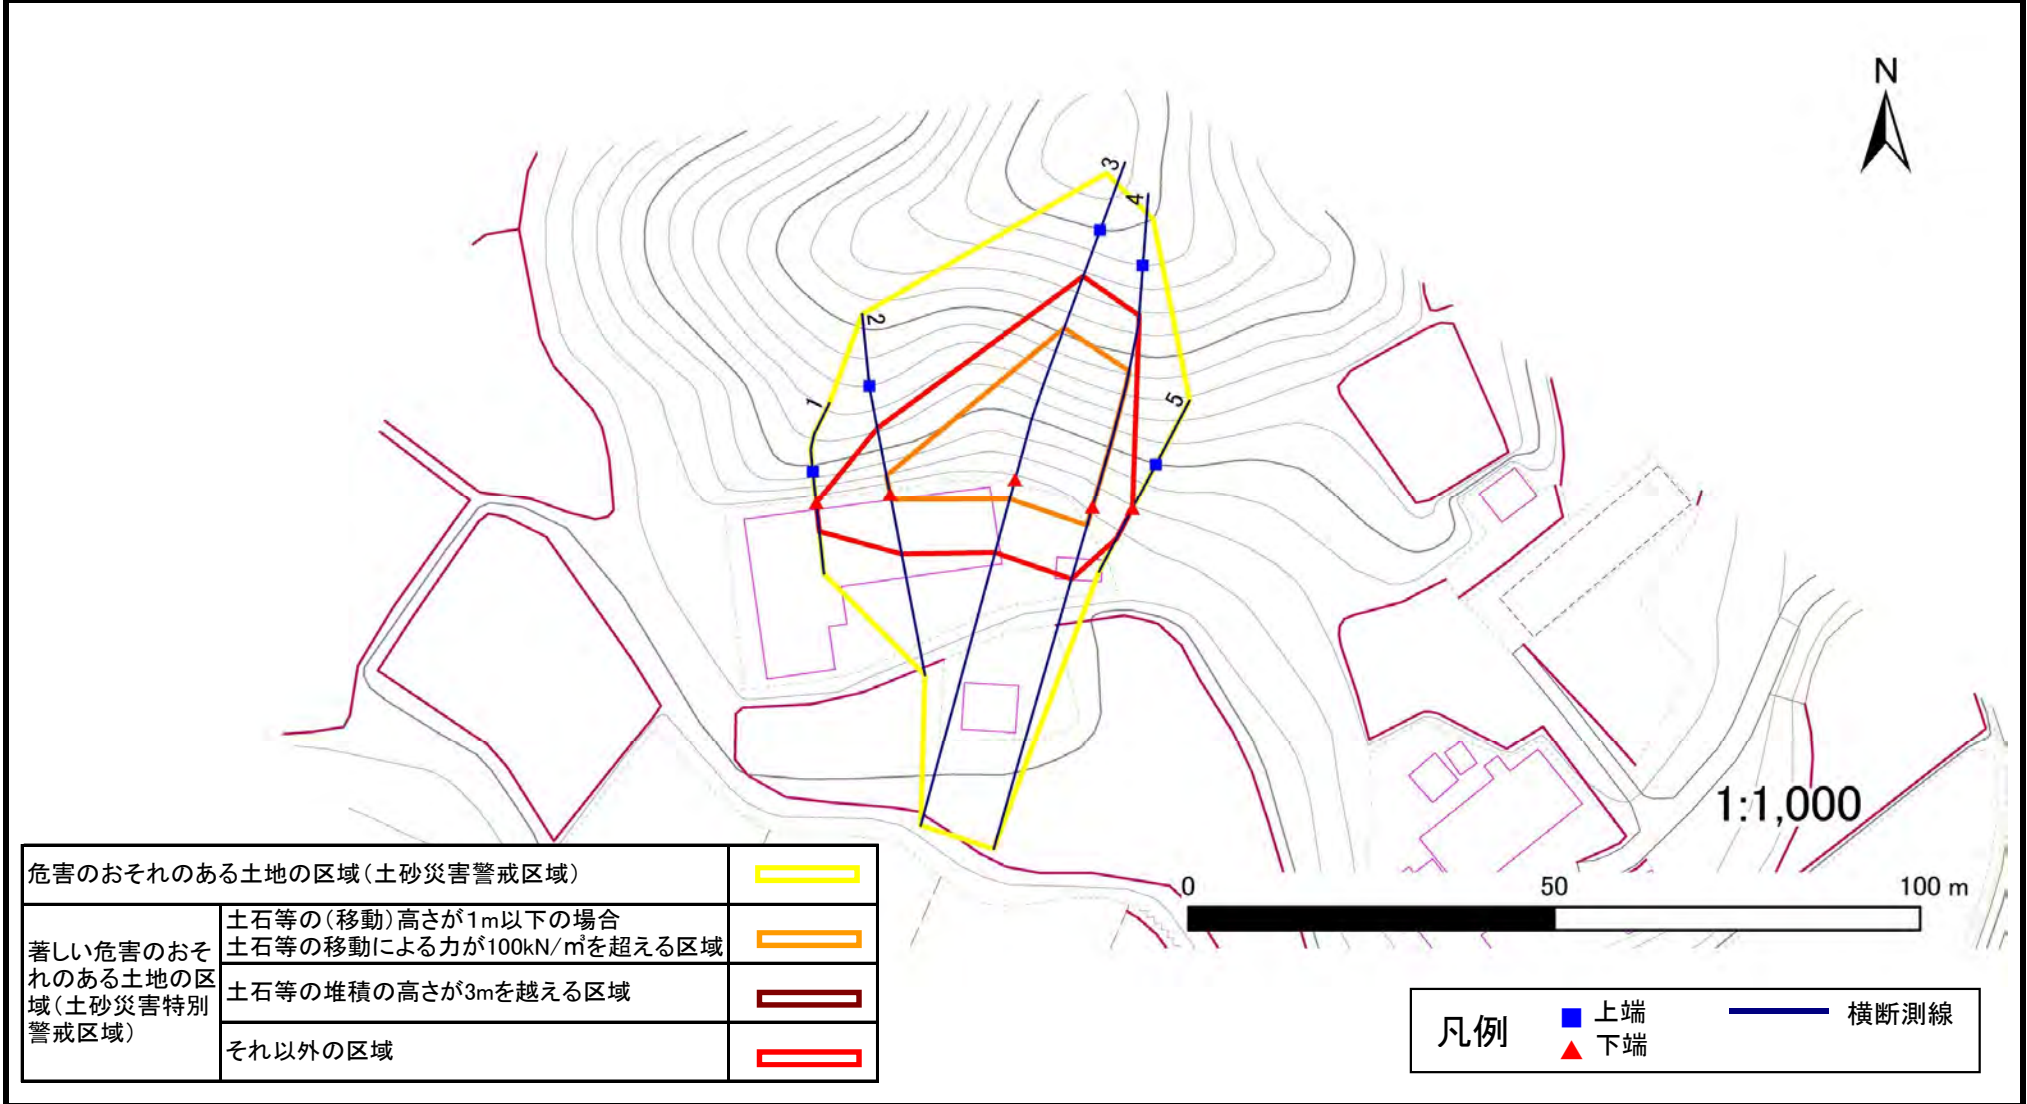 N
3
4
2
1
5
1:1,000
0 50 100 m
危害のおそれのある土地の区域(土砂災害警戒区域)
著しい危害のおそ
れのある土地の区
域(土砂災害特別
警戒区域)
土石等の(移動)高さが1m以下の場合
土石等の移動による力が100kN/㎡を超える区域
土石等の堆積の高さが3mを越える区域
それ以外の区域
凡例
上端
下端
横断測線